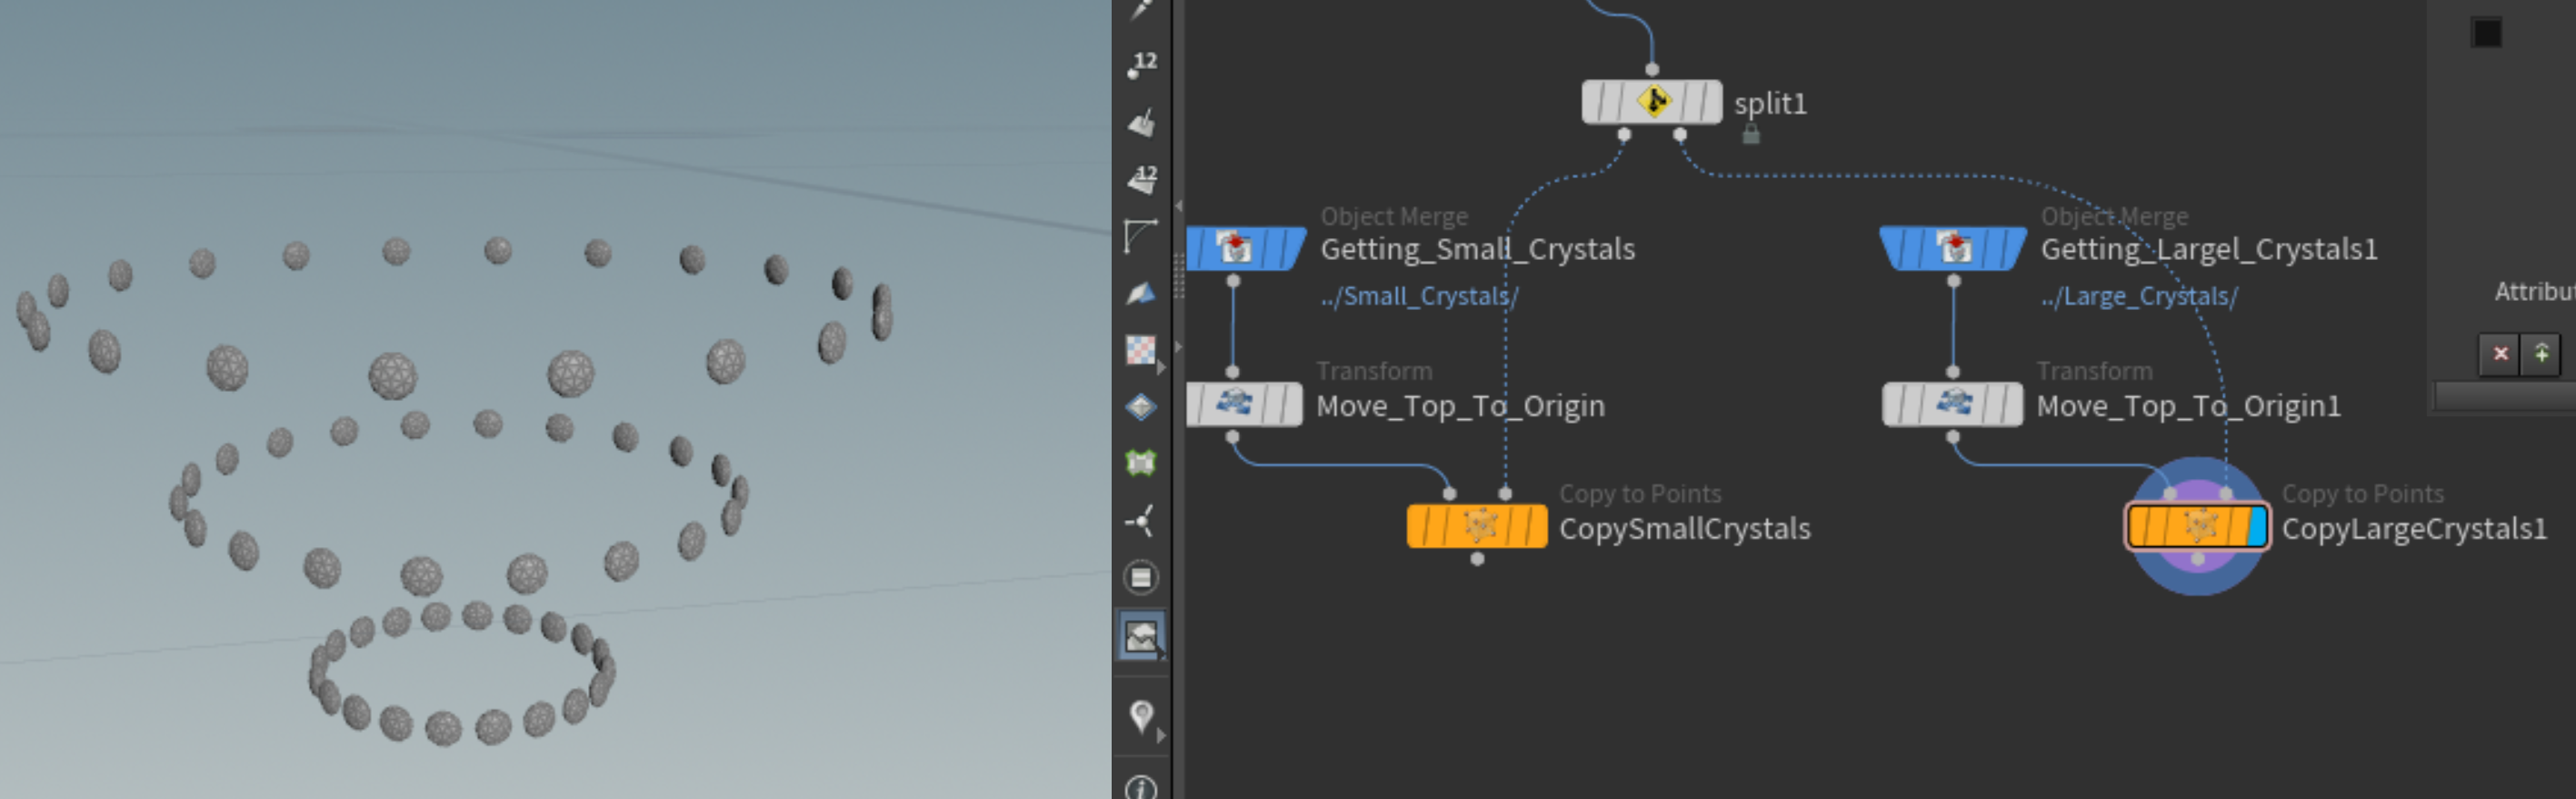 12
split1
12
Object Merge
Getting_Small_Crystals
../Small_Crystals/
Object Merge
Getting_Largel_Crystals1
../Large_Crystals/
Attribut
Transform
Move_Top_To_Origin
Transform
Move_Top_To_Origin1
Copy to Points
CopySmallCrystals
Copy to Points
CopyLargeCrystals1